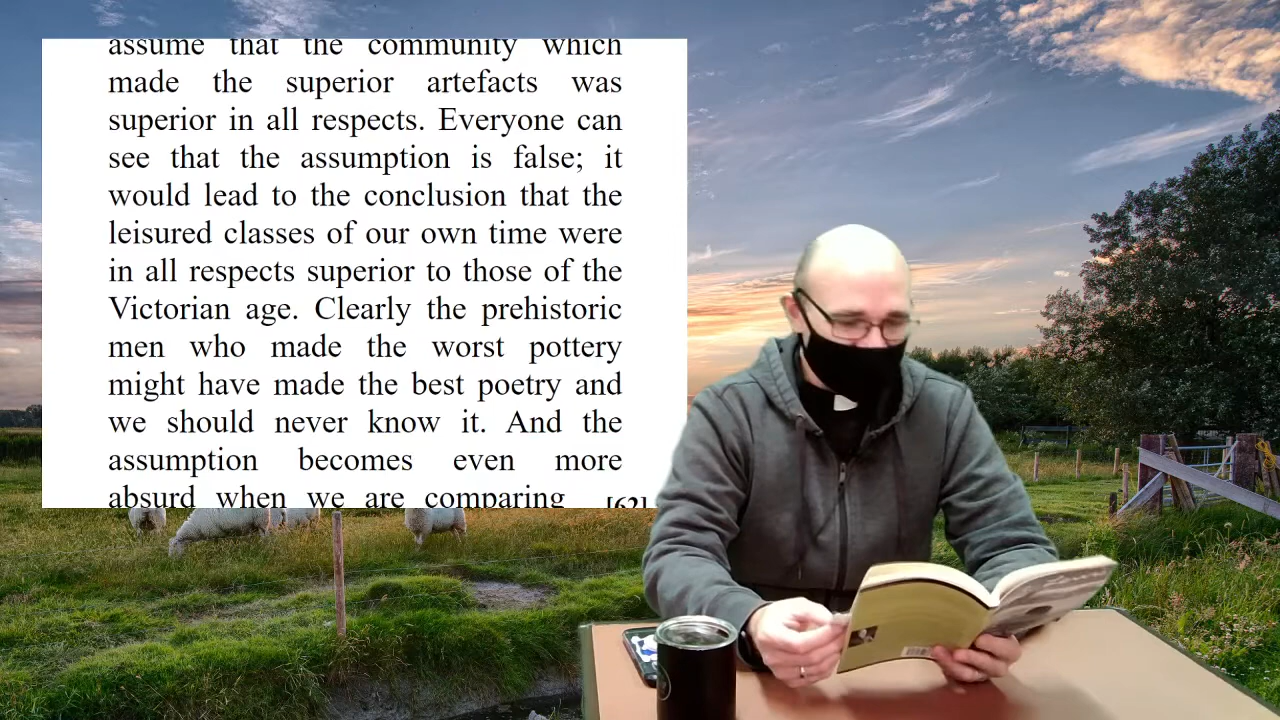 assume that the community which
made the superior artefacts was
superior in all respects. Everyone can
see that the assumption is false; it
would lead to the conclusion that the
leisured classes of our own time were
in all respects superior to those of the
Victorian age. Clearly the prehistoric
men who made the worst pottery
might have made the best poetry and
we should never know it. And the
assumption becomes even more
absurd when we are comparing [62]